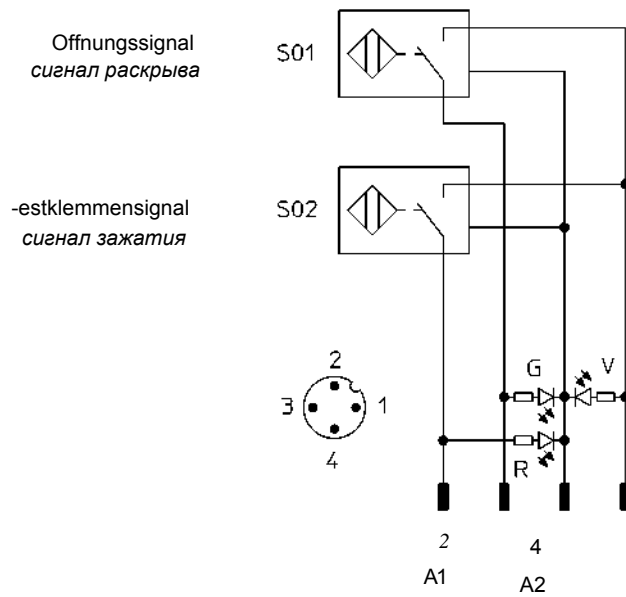 Offnungssignal
сигнал раскрыва
S01
-estklemmensignal
сигнал зажатия
S02
2
3 1
4
G V
R
2 4
A1 A2